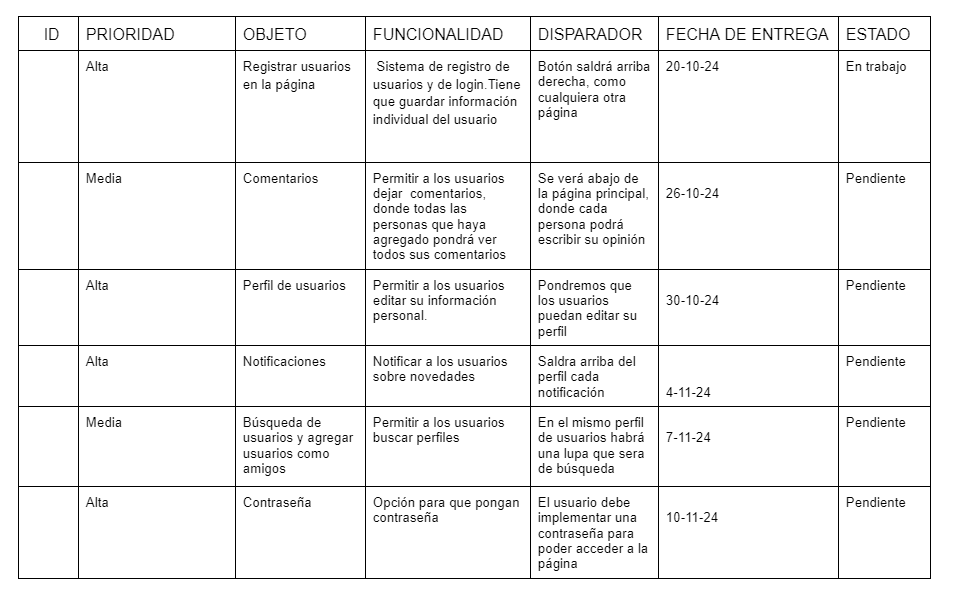 ID PRIORIDAD OBJETO FUNCIONALIDAD DISPARADOR FECHA DE ENTREGA ESTADO
Alta
Registrar usuarios
en la página
Sistema de registro de
usuarios y de login.Tiene
que guardar información
individual del usuario
Botón saldrá arriba
derecha, como
cualquiera otra
página
20-10-24
En trabajo
Media
Comentarios
Permitir a los usuarios
dejar comentarios,
donde todas las
personas que haya
agregado pondrá ver
todos sus comentarios
Se verá abajo de
la página principal,
donde cada
persona podrá
escribir su opinión
26-10-24
Pendiente
Alta
Perfil de usuarios
Permitir a los usuarios
editar su información
personal.
Pondremos que
los usuarios
puedan editar su
perfil
30-10-24
Pendiente
Alta
Notificaciones
Notificar a los usuarios
sobre novedades
Saldra arriba del
perfil cada
notificación
4-11-24
Pendiente
Media
Búsqueda de
usuarios y agregar
usuarios como
amigos
Permitir a los usuarios
buscar perfiles
En el mismo perfil
de usuarios habrá
una lupa que sera
de búsqueda
7-11-24
Pendiente
Alta
Contraseña
Opción para que pongan
contraseña
El usuario debe
implementar una
contraseña para
poder acceder a la
página
10-11-24
Pendiente